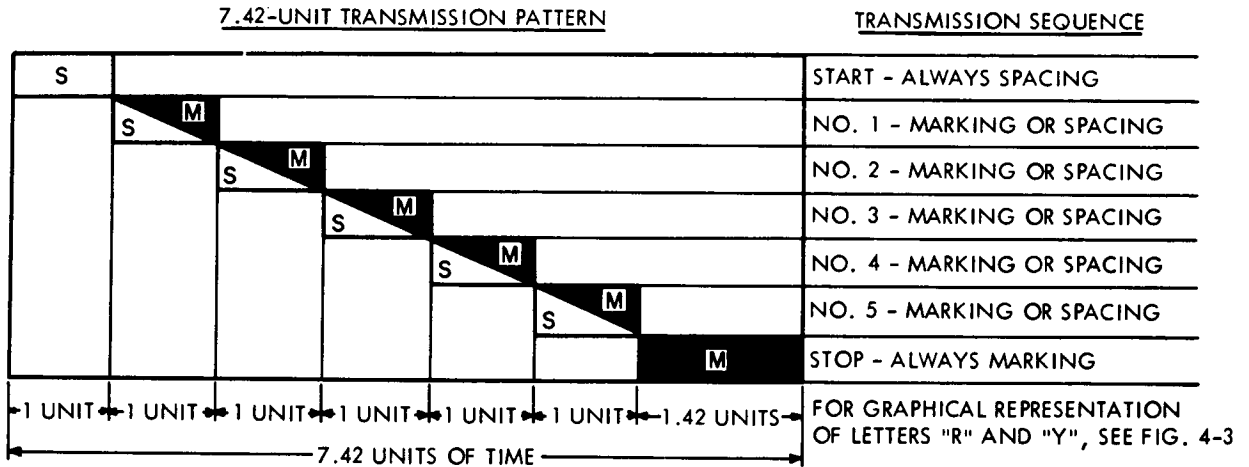 7.42-UNIT TRANSMISSION PATTERN
TRANSMISSION SEQUENCE
S
START - ALWAYS SPACING
S M
NO. 1 - MARKING OR SPACING
S M
NO. 2 - MARKING OR SPACING
S M
NO. 3 - MARKING OR SPACING
S M
NO. 4 - MARKING OR SPACING
S M
NO. 5 - MARKING OR SPACING
M
STOP - ALWAYS MARKING
1 UNIT 1 UNIT 1 UNIT 1 UNIT 1 UNIT 1 UNIT 1.42 UNITS
7.42 UNITS OF TIME
FOR GRAPHICAL REPRESENTATION
OF LETTERS "R" AND "Y", SEE FIG. 4-3